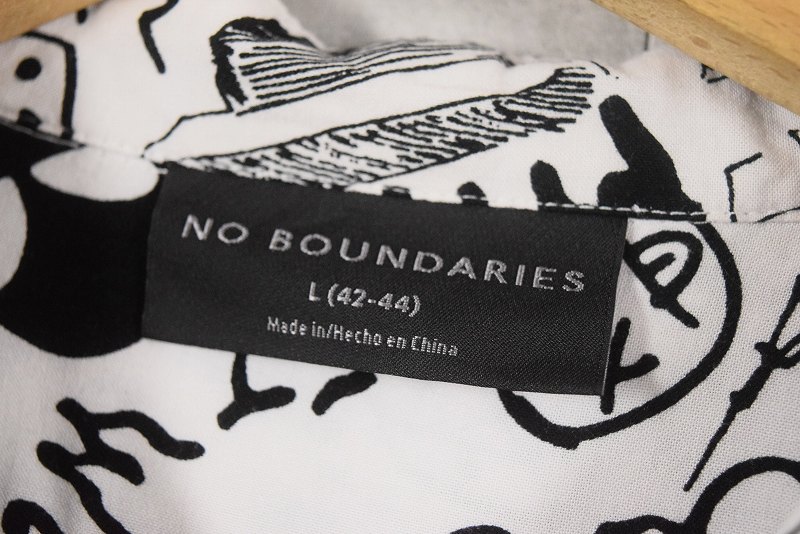 NO BOUNDARIES
L (42-44)
Made in/Hecho en China